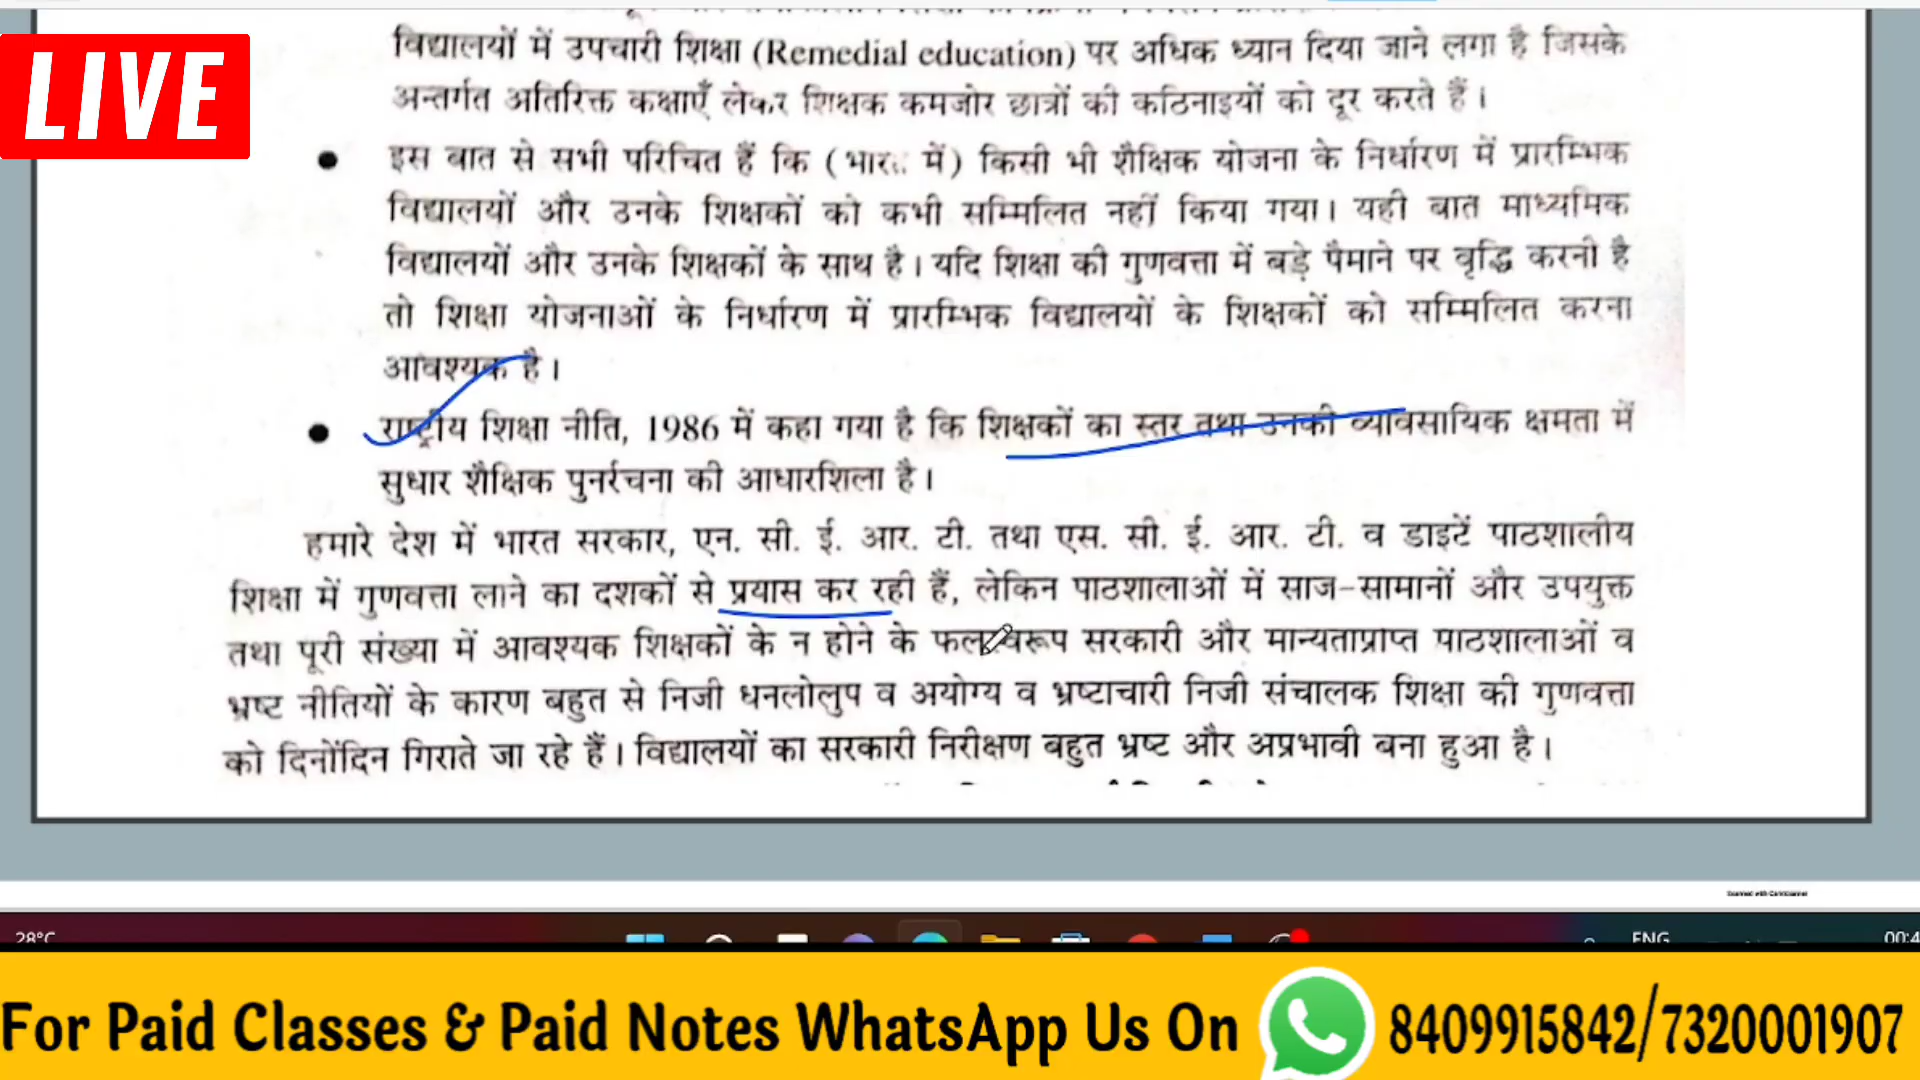 LIVE
विद्यालयों में उपचारी शिक्षा (Remedial education) पर अधिक ध्यान दिया जाने लगा है जिसके
अन्तर्गत अतिरिक्त कक्षाएँ लेकर शिक्षक कमजोर छात्रों की कठिनाइयों को दूर करते हैं।
● इस बात से सभी परिचित हैं कि (भारत में) किसी भी शैक्षिक योजना के निर्धारण में प्रारम्भिक
विद्यालयों और उनके शिक्षकों को कभी सम्मिलित नहीं किया गया। यही बात माध्यमिक
विद्यालयों और उनके शिक्षकों के साथ है। यदि शिक्षा की गुणवत्ता में बड़े पैमाने पर वृद्धि करनी है
तो शिक्षा योजनाओं के निर्धारण में प्रारम्भिक विद्यालयों के शिक्षकों को सम्मिलित करना
आवश्यक है।
● राष्ट्रीय शिक्षा नीति, 1986 में कहा गया है कि शिक्षकों का स्तर तथा उनकी व्यावसायिक क्षमता में
सुधार शैक्षिक पुनर्रचना की आधारशिला है।
हमारे देश में भारत सरकार, एन. सी. ई. आर. टी. तथा एस. सी. ई. आर. टी. व डाइटें पाठशालीय
शिक्षा में गुणवत्ता लाने का दशकों से प्रयास कर रही हैं, लेकिन पाठशालाओं में साज-सामानों और उपयुक्त
तथा पूरी संख्या में आवश्यक शिक्षकों के न होने के फलस्वरूप सरकारी और मान्यताप्राप्त पाठशालाओं व
भ्रष्ट नीतियों के कारण बहुत से निजी धनलोलुप व अयोग्य व भ्रष्टाचारी निजी संचालक शिक्षा की गुणवत्ता
को दिनोंदिन गिराते जा रहे हैं। विद्यालयों का सरकारी निरीक्षण बहुत भ्रष्ट और अप्रभावी बना हुआ है।
Scanned with CamScanner
28°C
ENG
00:4
For Paid Classes & Paid Notes WhatsApp Us On 8409915842/7320001907